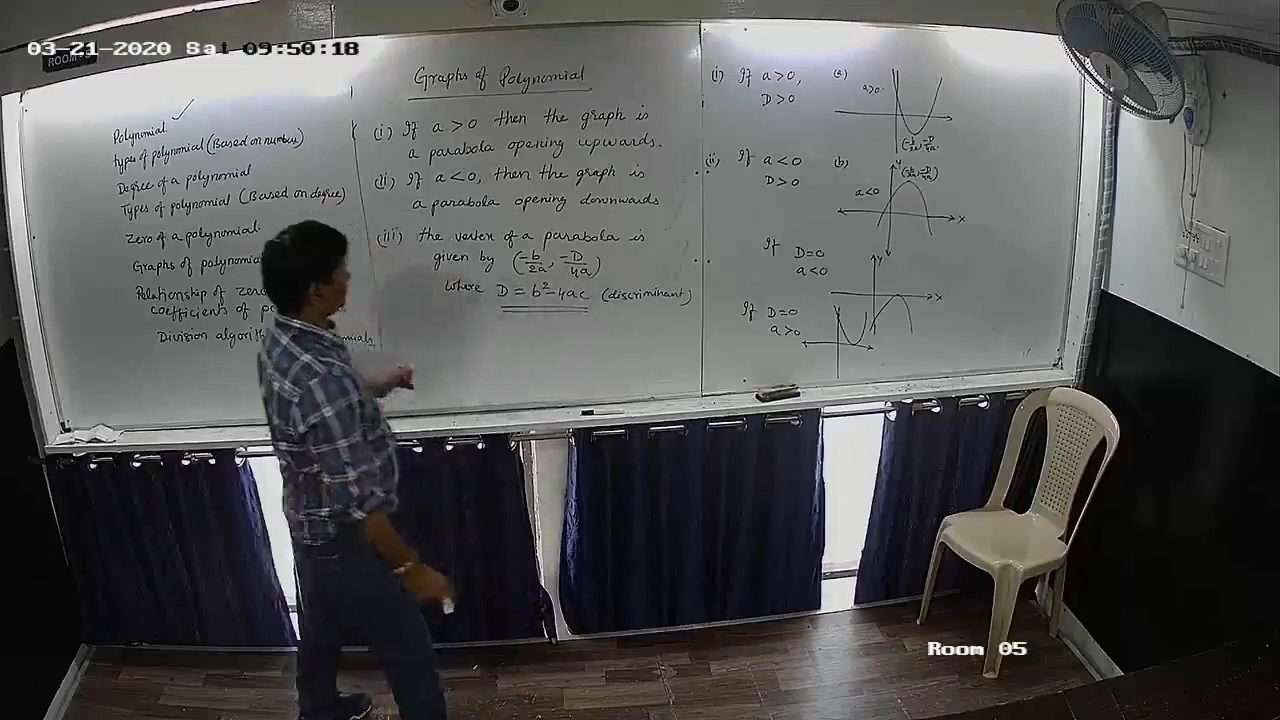 03-21-2020 Sat 09:50:18
ROOM
Polynomial ✓
Types of polynomial (Based on number)
Degree of a polynomial
Types of polynomial (Based on degree)
Zero of a polynomial.
Graphs of
Relationship of
coefficients of
Division
Graphs of Polynomial
(i) If a > 0 then the graph is
a parabola opening upwards.
(ii) If a < 0, then the graph is
a parabola opening downwards
(iii) the vertex of a parabola is
given by (-b/2a, -D/4a)
where D = b²-4ac (discriminant)
(i) If a>0,
D>0
(a)
a>0.
(-b/2a, -D/4a)
(ii) If a<0
D>0
(b)
a<0
Y
(-b/2a, -D/4a)
X
If D=0
a<0
Y
X
If D=0
a>0
Room 05